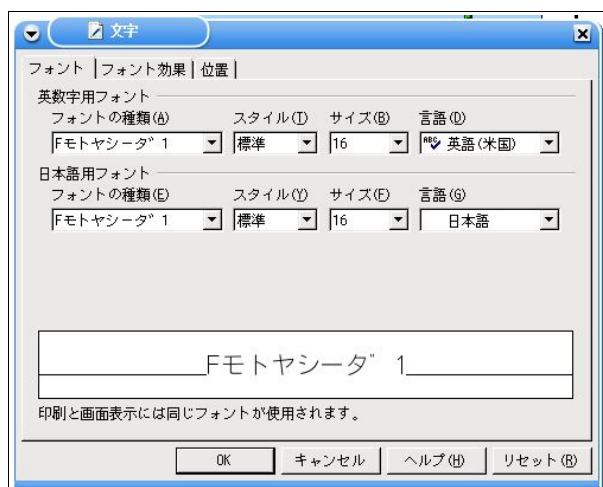 文字
フォント フォント効果 位置
英数字用フォント
フォントの種類(A) スタイル(T) サイズ(B) 言語(D)
Fモトヤシーダ 1 標準 16 ABC 英語(米国)
日本語用フォント
フォントの種類(E) スタイル(Y) サイズ(F) 言語(G)
Fモトヤシーダ 1 標準 16 日本語
Fモトヤシーダ 1
印刷と画面表示には同じフォントが使用されます。
OK キャンセル ヘルプ(H) リセット(R)